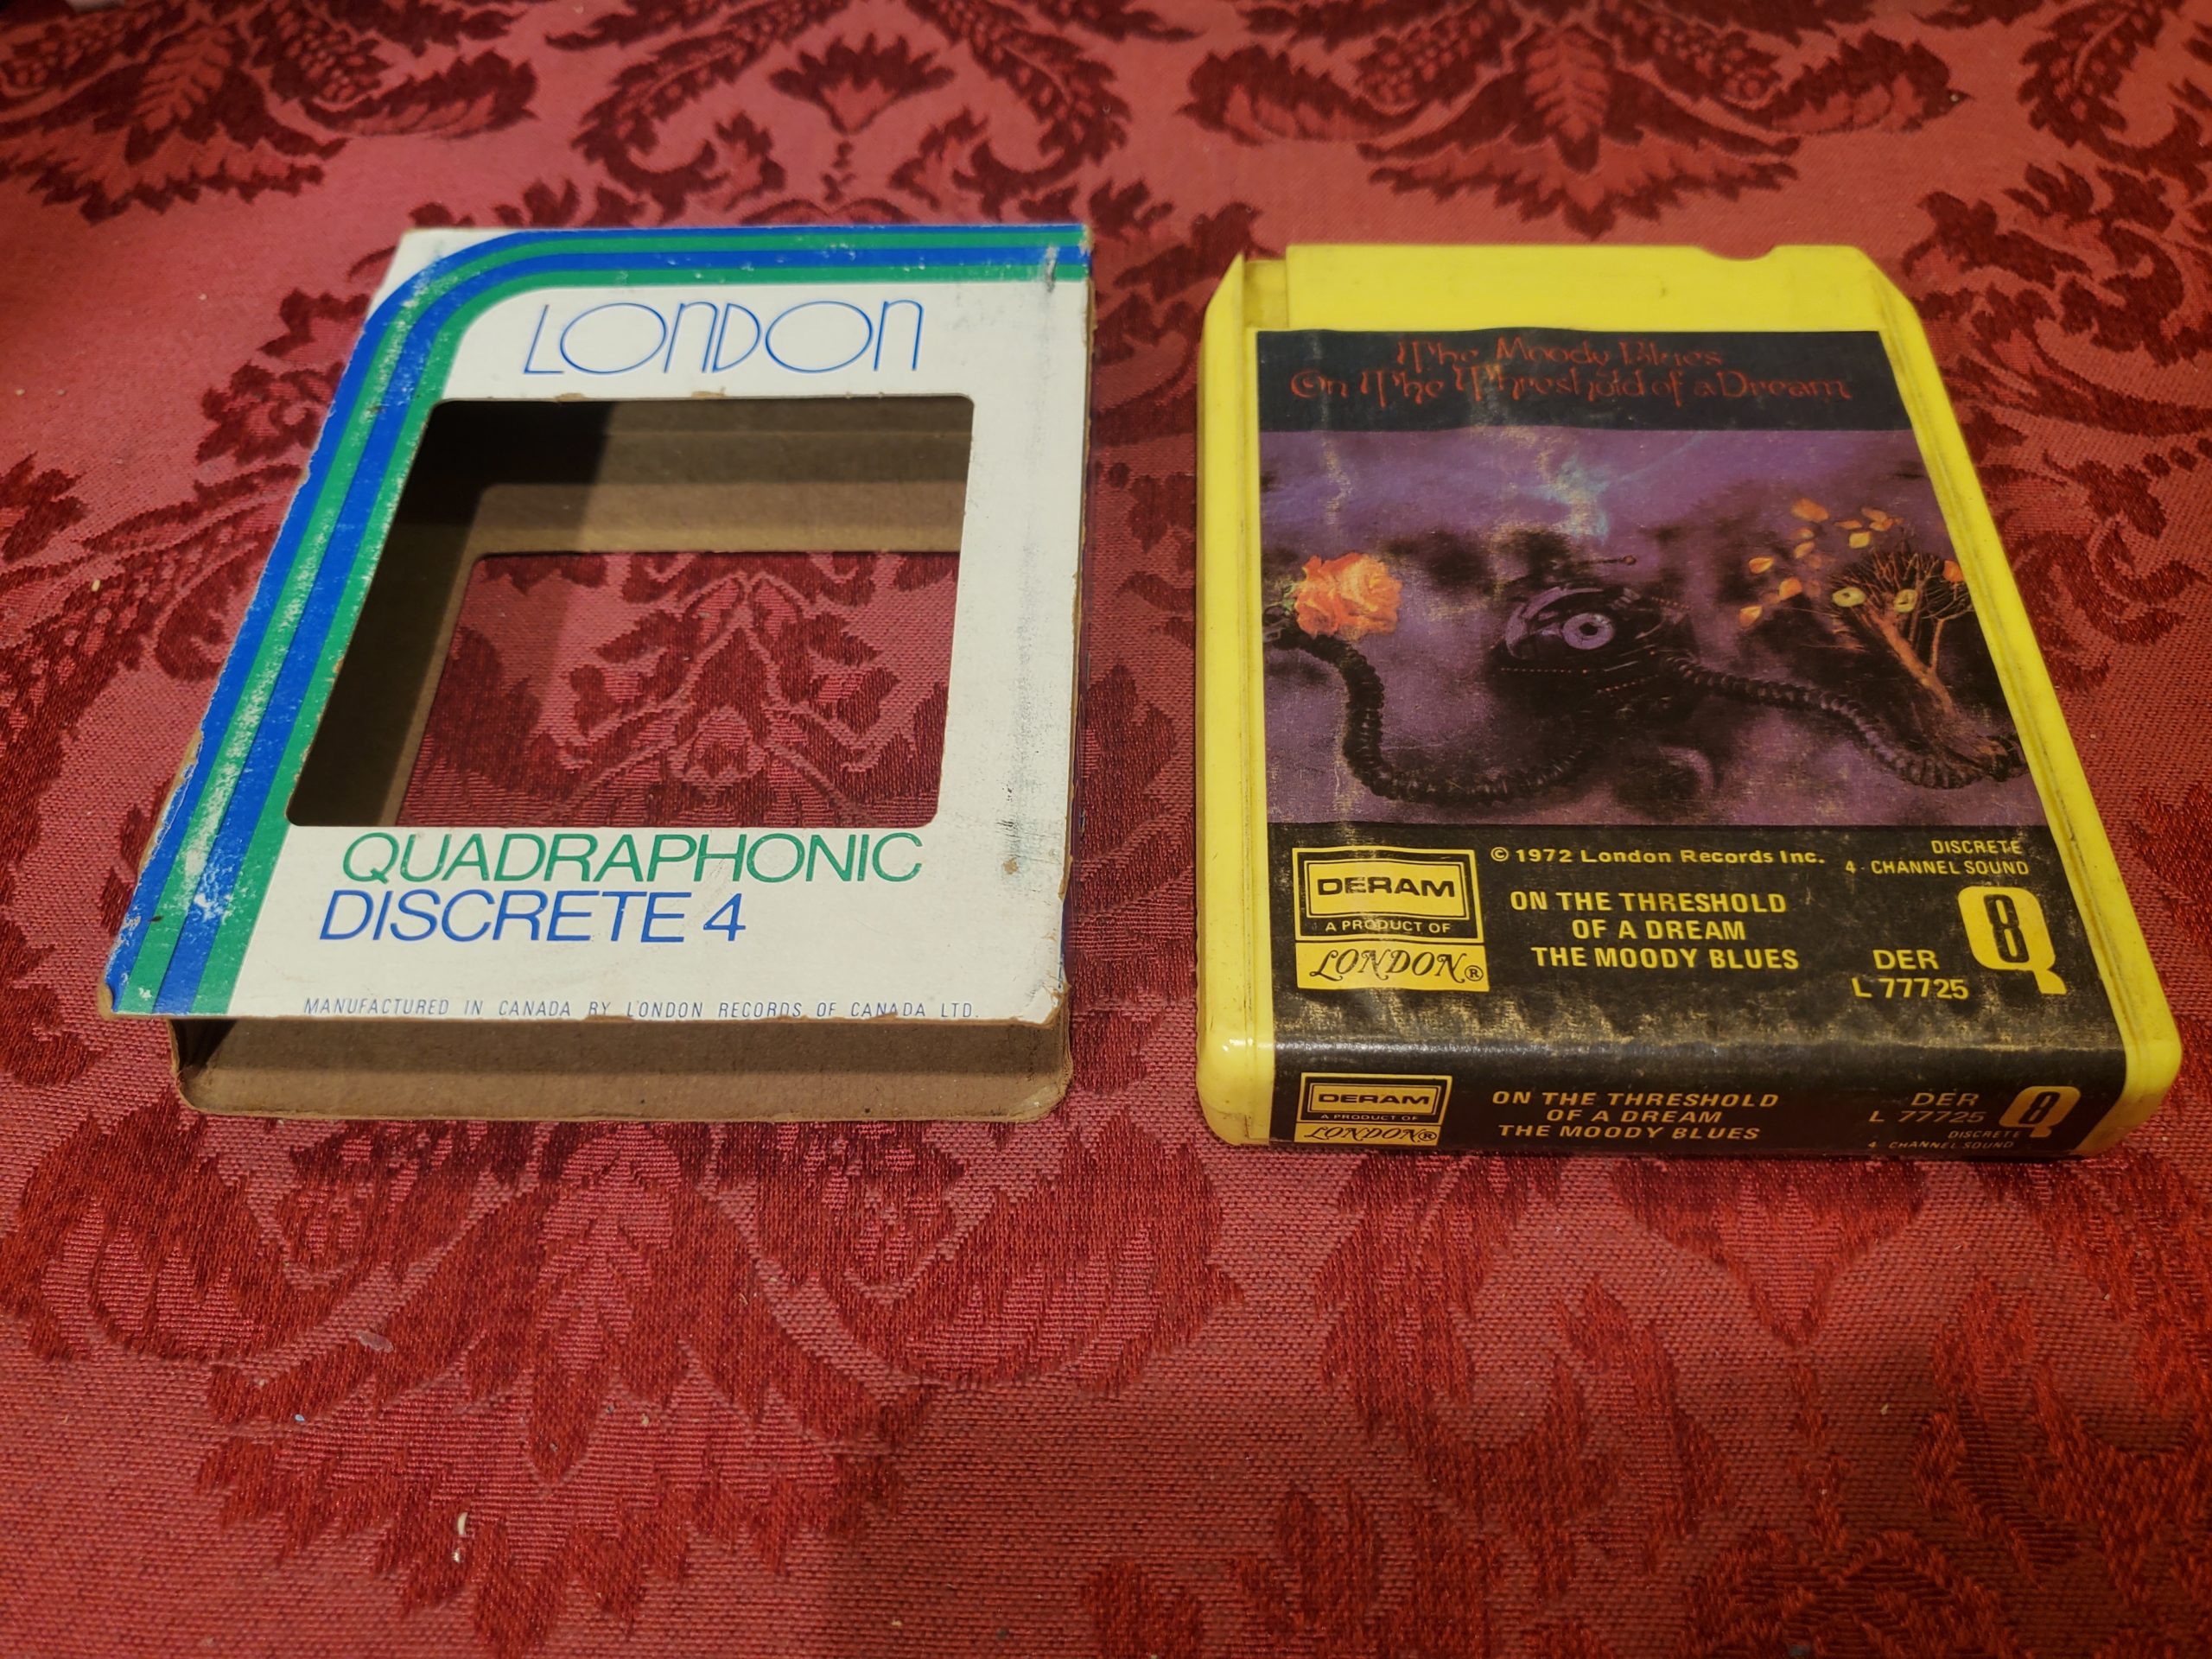 LONDON
QUADRAPHONIC
DISCRETE 4
MANUFACTURED IN CANADA BY LONDON RECORDS OF CANADA LTD.
The Moody Blues
On The Threshold of a Dream
DERAM
A PRODUCT OF
LONDON®
© 1972 London Records Inc.
ON THE THRESHOLD
OF A DREAM
THE MOODY BLUES
DISCRETE
4 CHANNEL SOUND
Q8
DER
L 77725
DERAM
A PRODUCT OF
LONDON®
ON THE THRESHOLD
OF A DREAM
THE MOODY BLUES
DER
L 77725
Q8
DISCRETE
4 CHANNEL SOUND